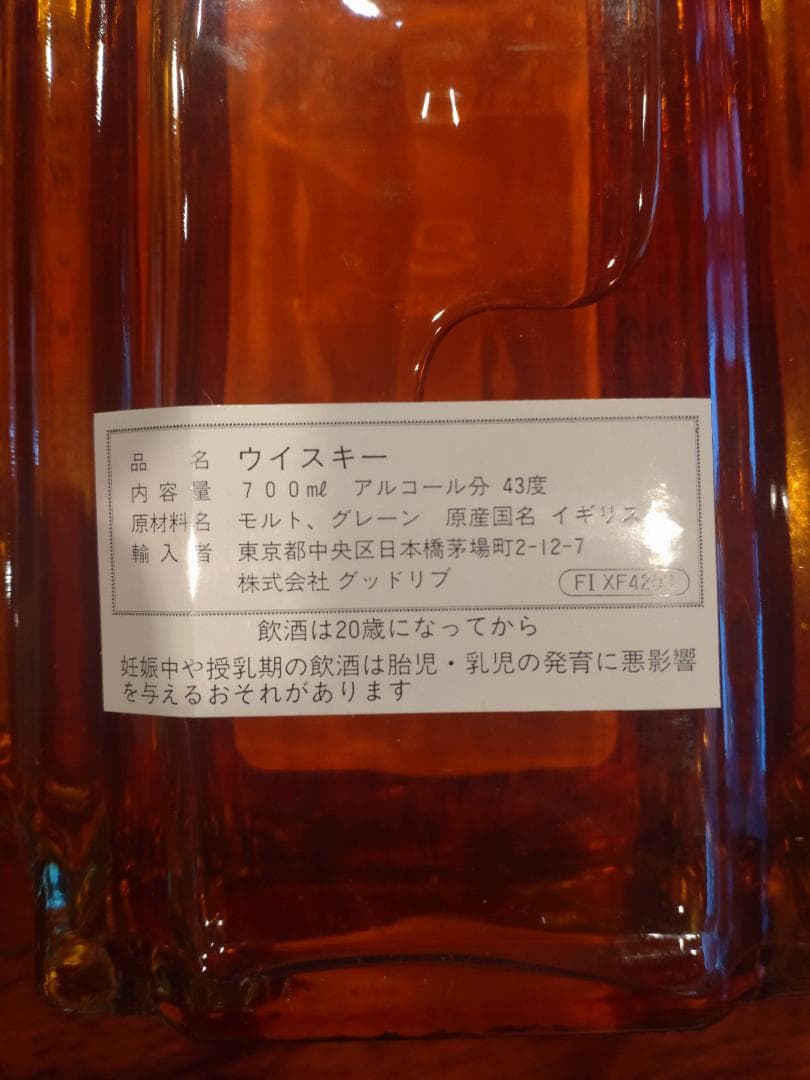 品名 ウイスキー
内容量 700mℓ アルコール分 43度
原材料名 モルト、グレーン 原産国名 イギリス
輸入者 東京都中央区日本橋茅場町2-12-7
株式会社 グッドリブ
飲酒は20歳になってから
妊娠中や授乳期の飲酒は胎児・乳児の発育に悪影響
を与えるおそれがあります